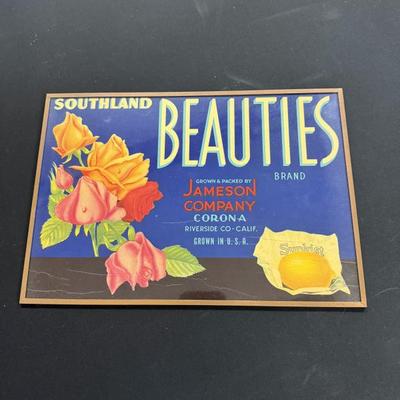 SOUTHLAND
BEAUTIES
BRAND
GROWN & PACKED BY
JAMESON
COMPANY
CORONA
RIVERSIDE CO-CALIF.
GROWN IN U.S.A.
Sunkist